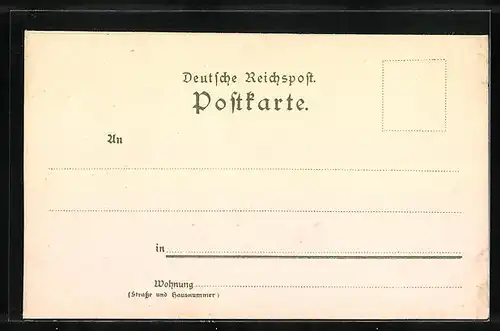 Deutsche Reichspost.
Postkarte.
An
in
Wohnung
(Straße und Hausnummer)